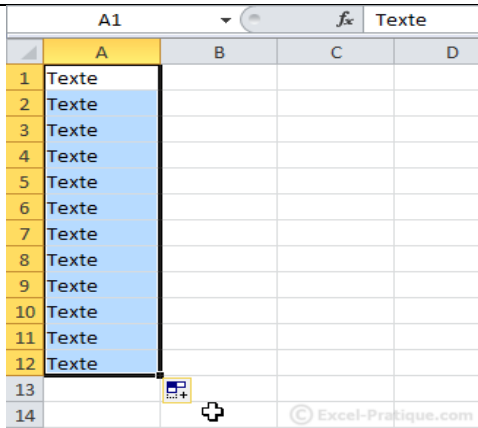 A1 fx Texte
A B C D
1 Texte
2 Texte
3 Texte
4 Texte
5 Texte
6 Texte
7 Texte
8 Texte
9 Texte
10 Texte
11 Texte
12 Texte
13
14 © Excel-Pratique.com